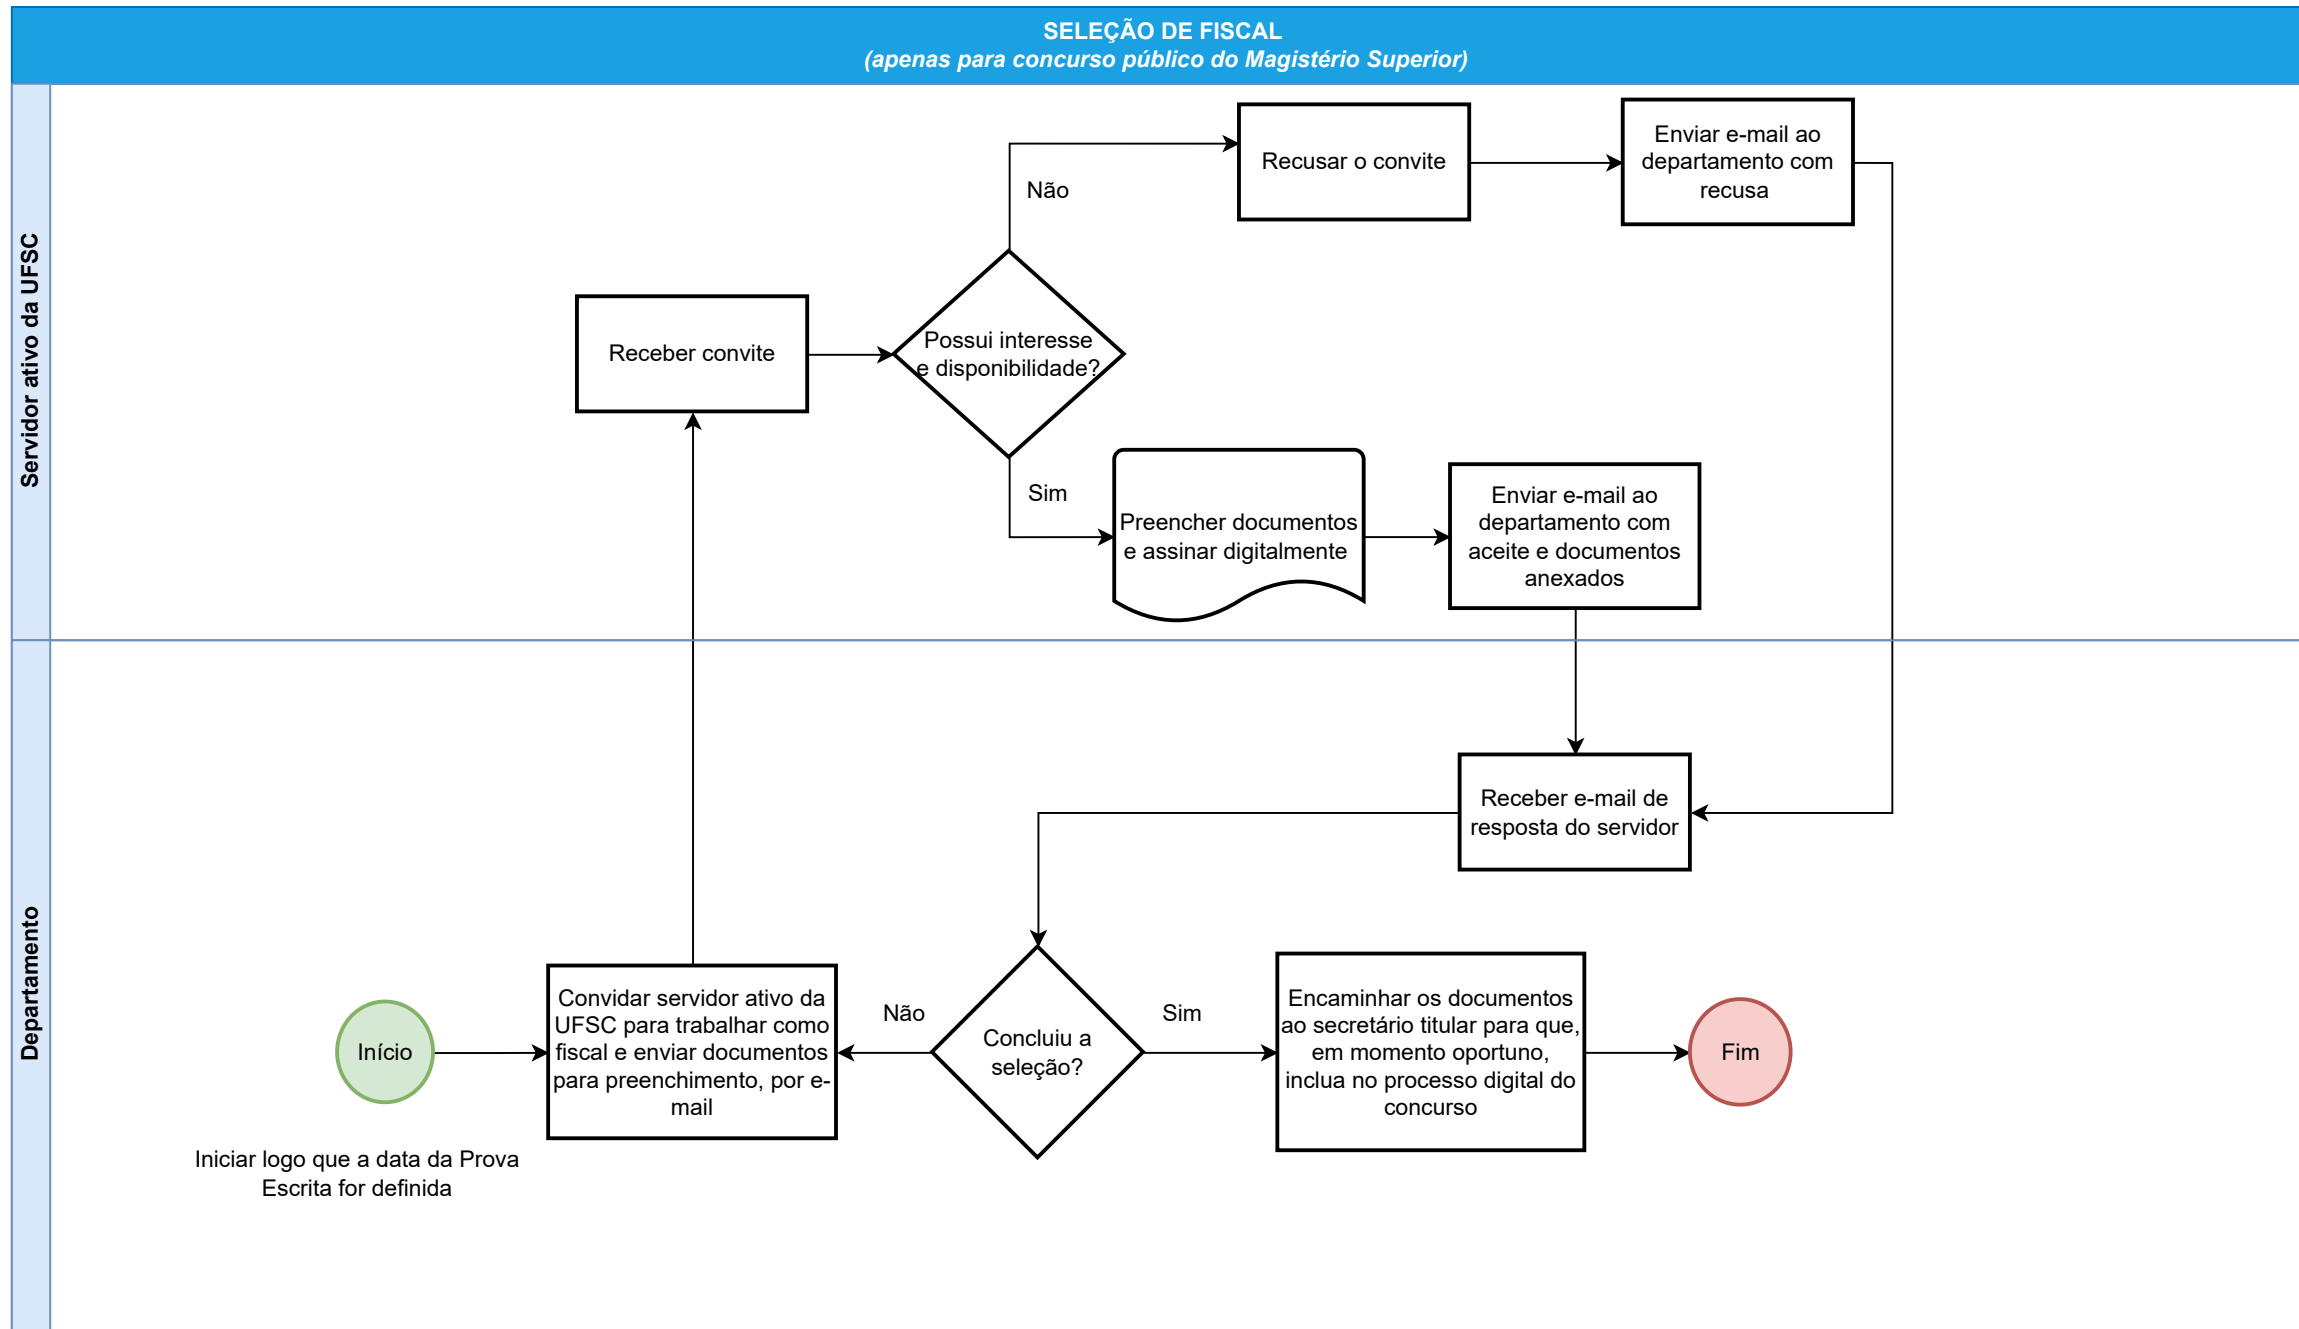 SELEÇÃO DE FISCAL
(apenas para concurso público do Magistério Superior)
Servidor ativo da UFSC
Recusar o convite
Enviar e-mail ao
departamento com
recusa
Não
Receber convite
Possui interesse
e disponibilidade?
Sim
Preencher documentos
e assinar digitalmente
Enviar e-mail ao
departamento com
aceite e documentos
anexados
Departamento
Receber e-mail de
resposta do servidor
Início
Iniciar logo que a data da Prova
Escrita for definida
Convidar servidor ativo da
UFSC para trabalhar como
fiscal e enviar documentos
para preenchimento, por e-
mail
Não
Concluiu a
seleção?
Sim
Encaminhar os documentos
ao secretário titular para que,
em momento oportuno,
inclua no processo digital do
concurso
Fim